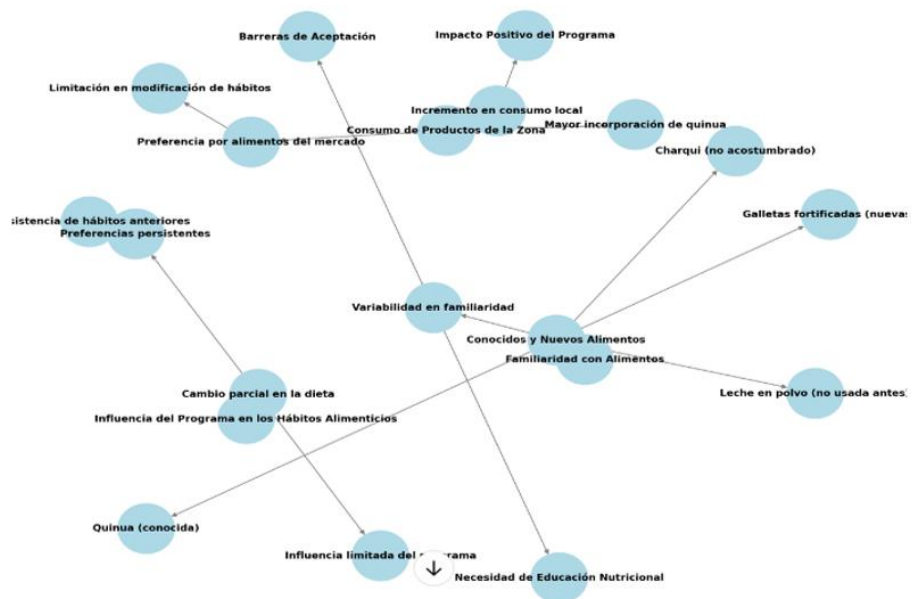 Barreras de Aceptación
Impacto Positivo del Programa
Limitación en modificación de hábitos
Incremento en consumo local
Consumo de Productos de la Zona
Mayor incorporación de quinua
Preferencia por alimentos del mercado
Charqui (no acostumbrado)
Galletas fortificadas (nuevas
de hábitos anteriores
Preferencias persistentes
Variabilidad en familiaridad
Conocidos y Nuevos Alimentos
Familiaridad con Alimentos
Cambio parcial en la dieta
Leche en polvo (no usada antes)
Influencia del Programa en los Hábitos Alimenticios
Quinua (conocida)
Influencia limitada del
Necesidad de Educación Nutricional